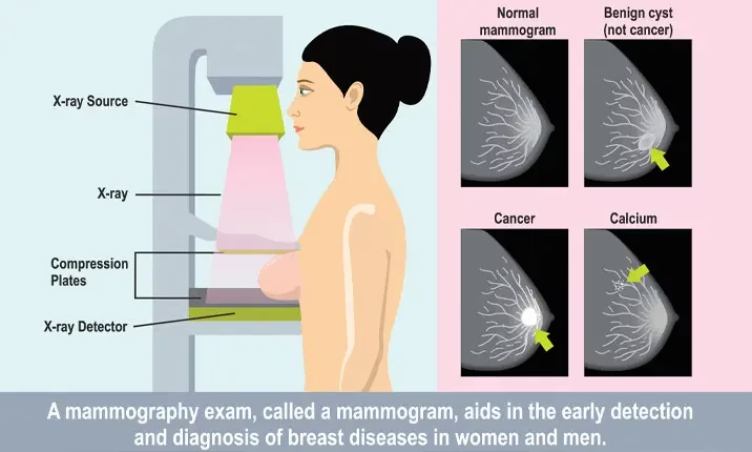 X-ray Source
X-ray
Compression
Plates
X-ray Detector
Normal
mammogram
Benign cyst
(not cancer)
Cancer
Calcium
A mammography exam, called a mammogram, aids in the early detection
and diagnosis of breast diseases in women and men.